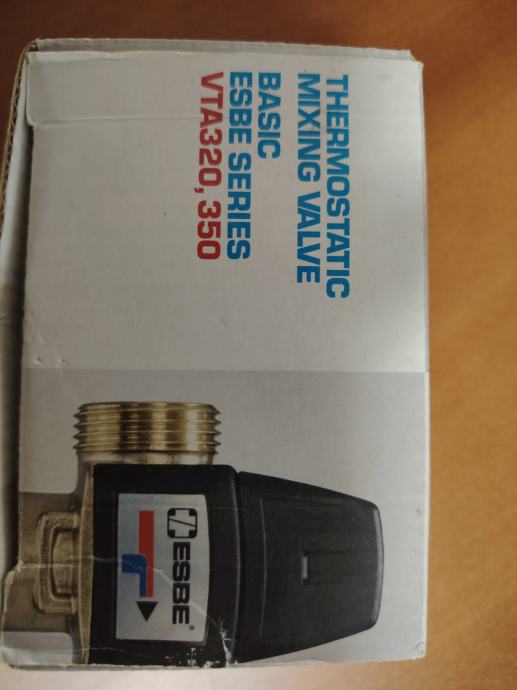 THERMOSTATIC
MIXING VALVE
BASIC
ESBE SERIES
VTA320, 350
ESBE®